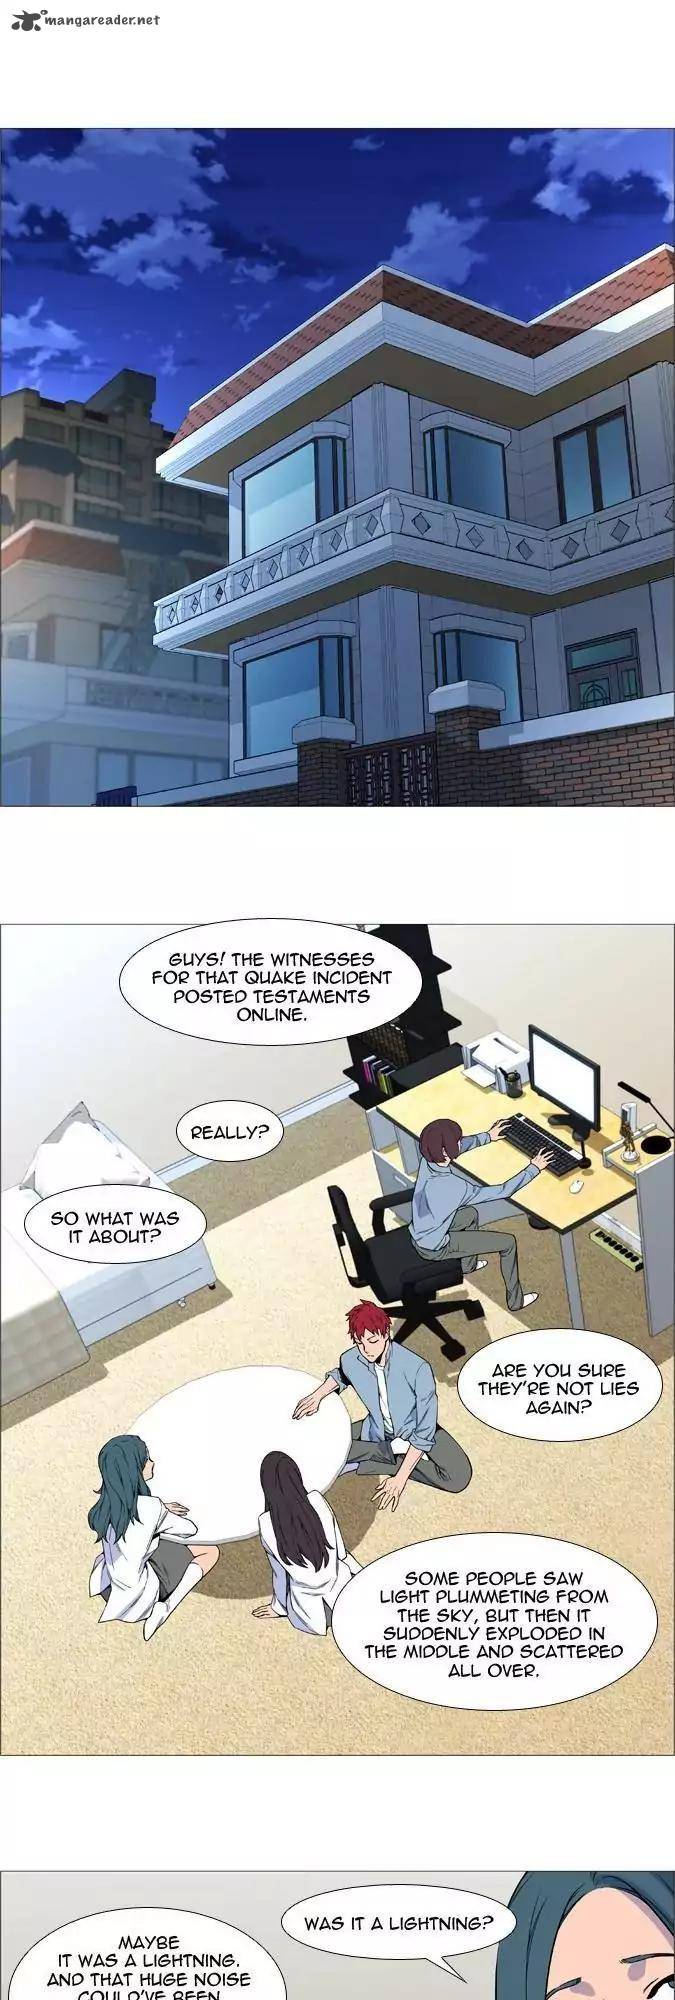 mangareader.net
GUYS! THE WITNESSES
FOR THAT QUAKE INCIDENT
POSTED TESTAMENTS
ONLINE.
REALLY?
SO WHAT WAS
IT ABOUT?
ARE YOU SURE
THEY'RE NOT LIES
AGAIN?
SOME PEOPLE SAW
LIGHT PLUMMETING FROM
THE SKY, BUT THEN IT
SUDDENLY EXPLODED IN
THE MIDDLE AND SCATTERED
ALL OVER.
WAS IT A LIGHTNING?
MAYBE
IT WAS A LIGHTNING.
AND THAT HUGE NOISE
COULD'VE BEEN